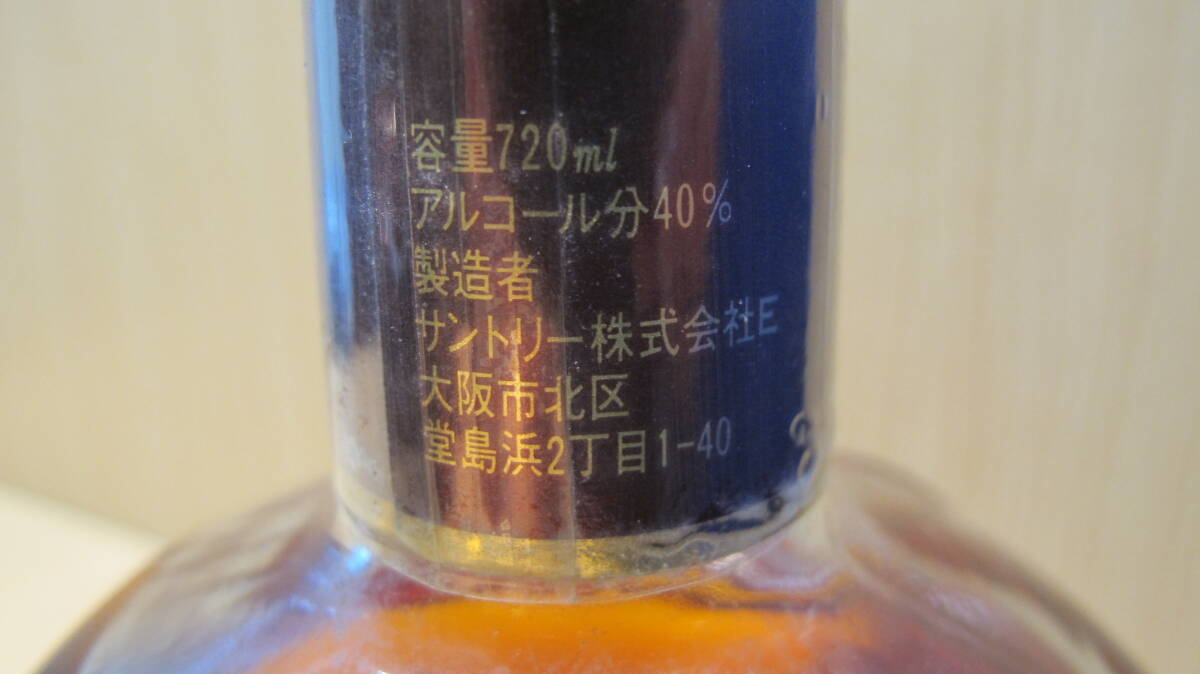 容量720ml
アルコール分40%
製造者
サントリー株式会社E
大阪市北区
堂島浜2丁目1-40